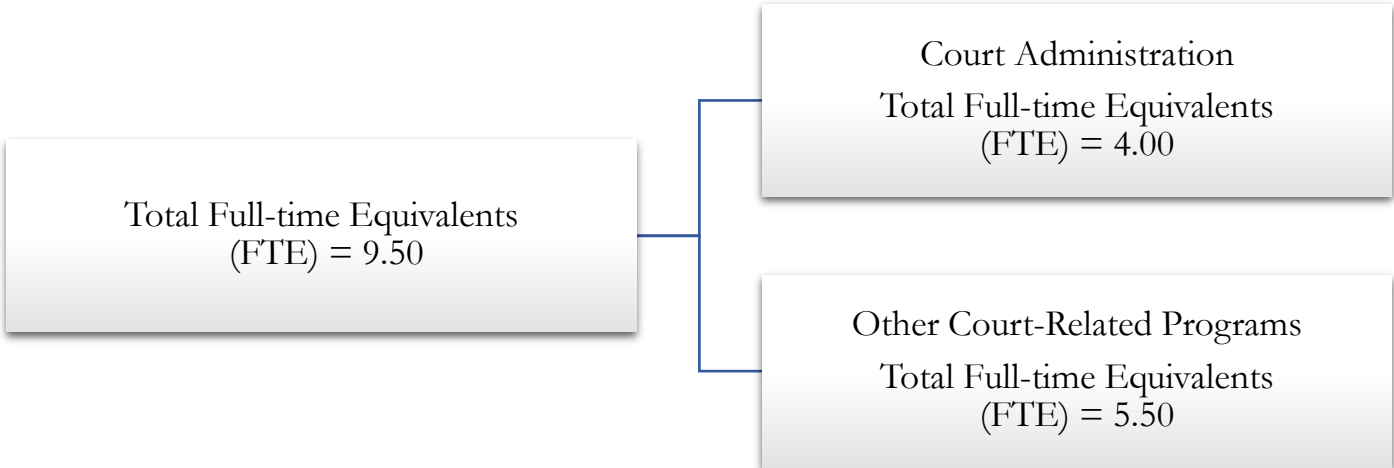 Total Full-time Equivalents
(FTE) = 9.50
Court Administration
Total Full-time Equivalents
(FTE) = 4.00
Other Court-Related Programs
Total Full-time Equivalents
(FTE) = 5.50